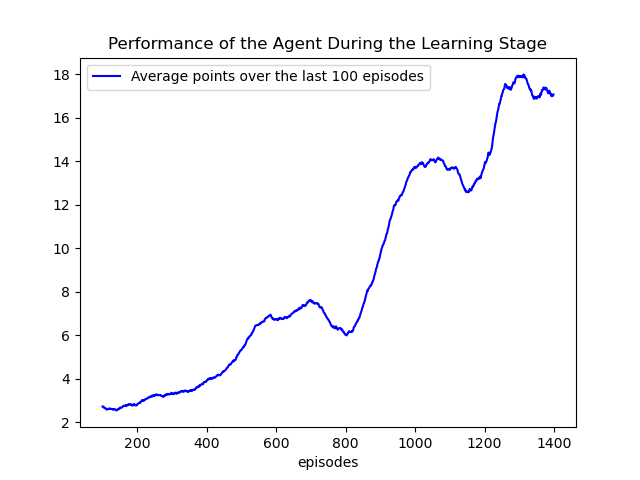 Performance of the Agent During the Learning Stage
Average points over the last 100 episodes
18
16
14
12
10
8
6
4
2
200 400 600 800 1000 1200 1400
episodes